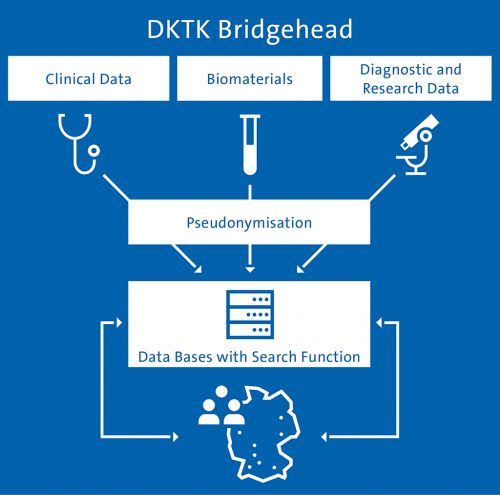 DKTK Bridgehead
Clinical Data
Biomaterials
Diagnostic and
Research Data
Pseudonymisation
Data Bases with Search Function